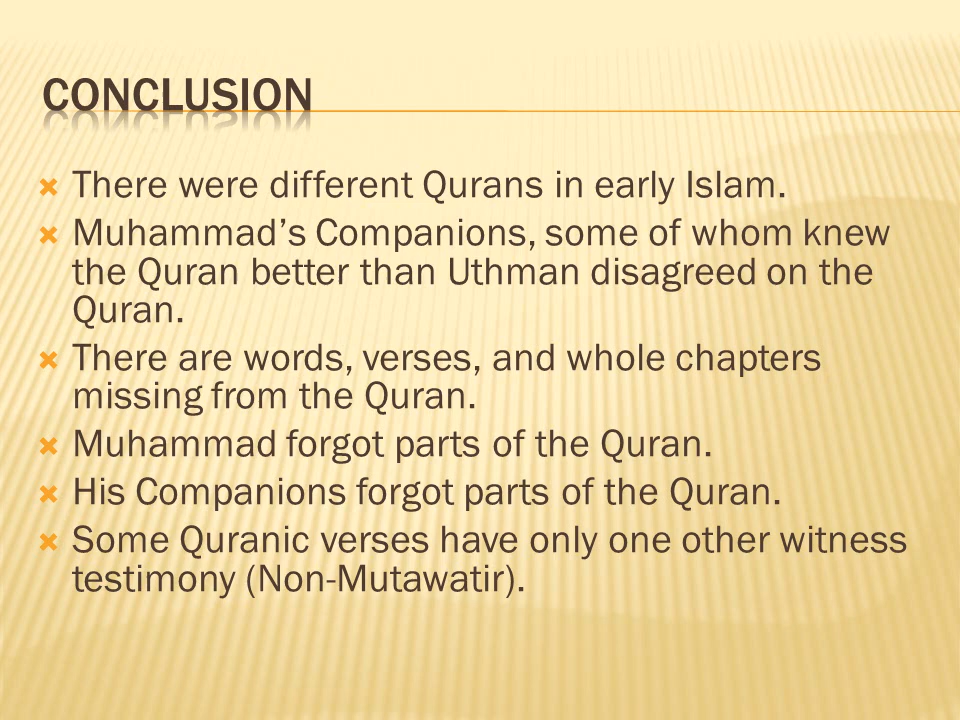 CONCLUSION
There were different Qurans in early Islam.
Muhammad’s Companions, some of whom knew
the Quran better than Uthman disagreed on the
Quran.
There are words, verses, and whole chapters
missing from the Quran.
Muhammad forgot parts of the Quran.
His Companions forgot parts of the Quran.
Some Quranic verses have only one other witness
testimony (Non-Mutawatir).